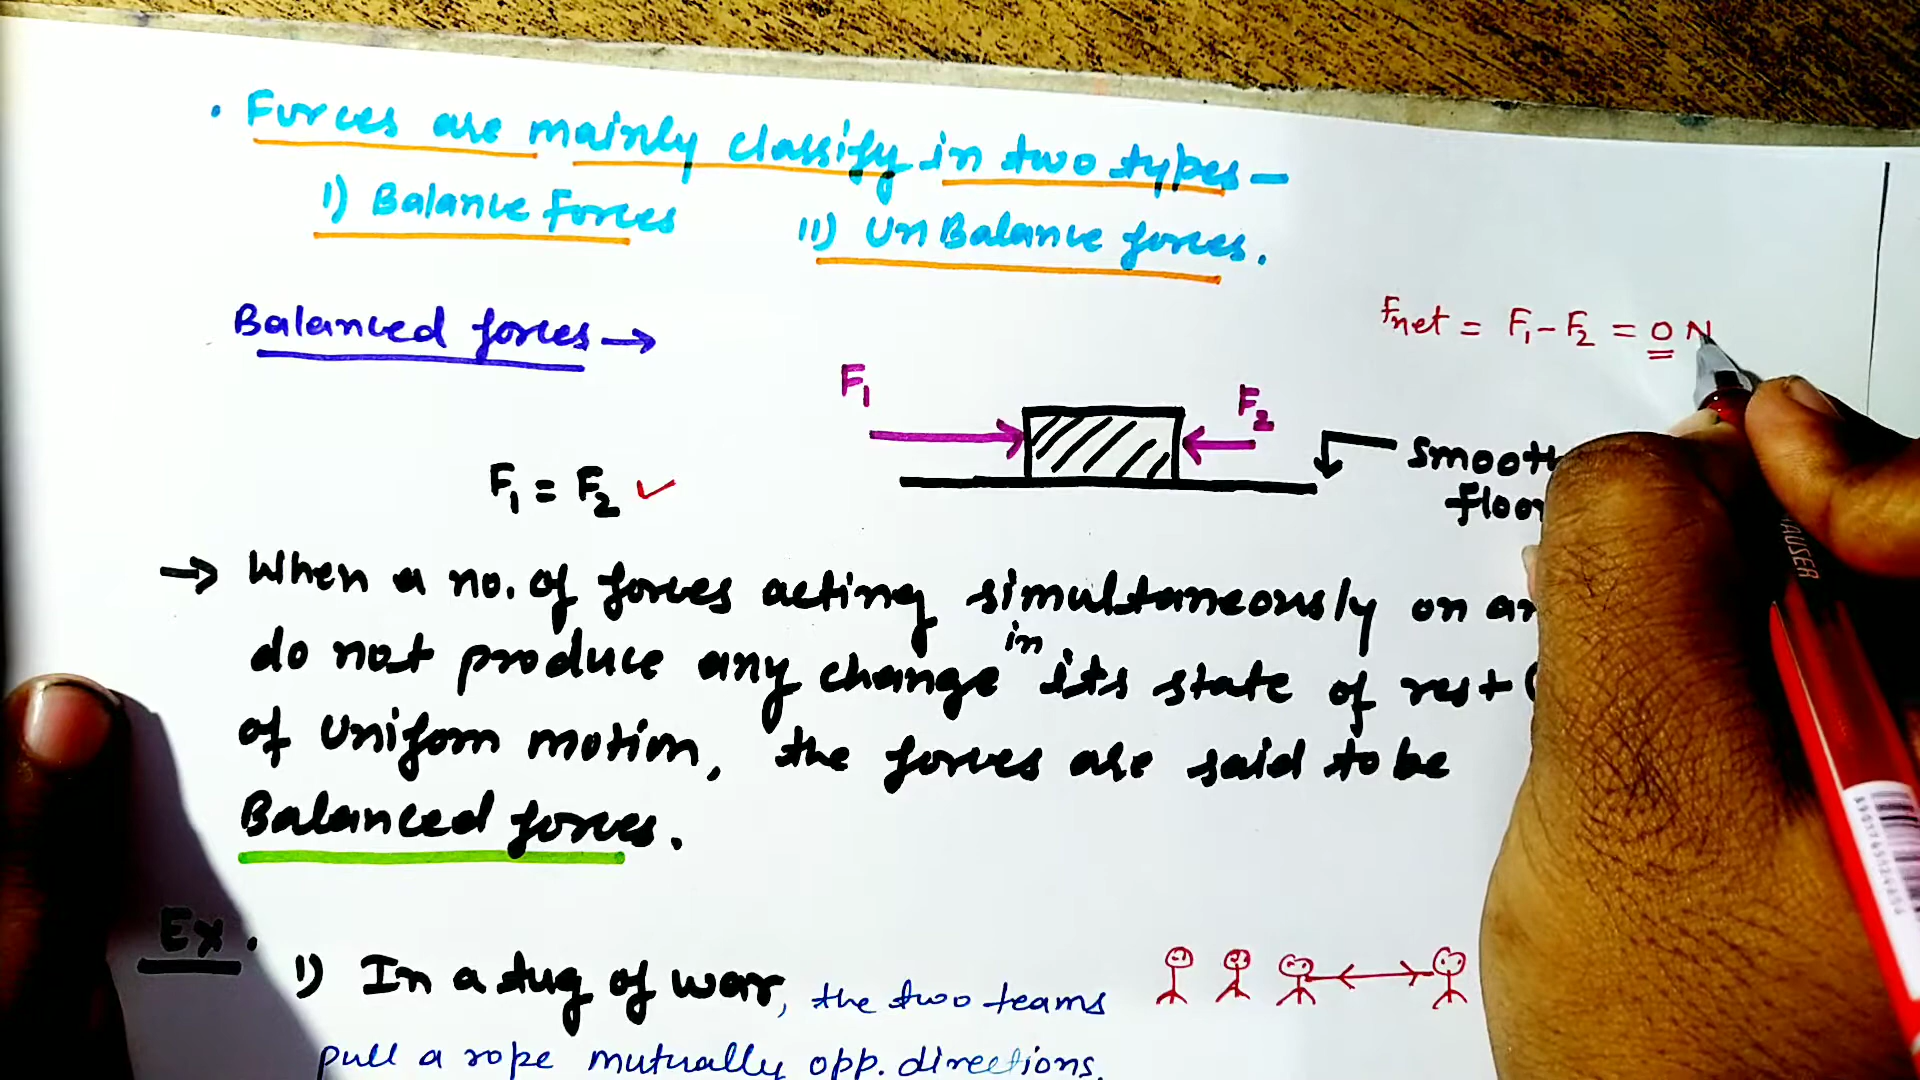 • Forces are mainly classify in two types —
I) Balance Forces
II) UnBalance forces.
Balanced forces →
Fnet = F1 - F2 = 0 N
F1
F2
smooth
floor
F1 = F2 ✓
→ When a no. of forces acting simultaneously on an
do not produce any change in its state of rest (
of uniform motion, the forces are said to be
Balanced forces.
Ex.
I) In a tug of war, the two teams
pull a rope mutually opp. directions.